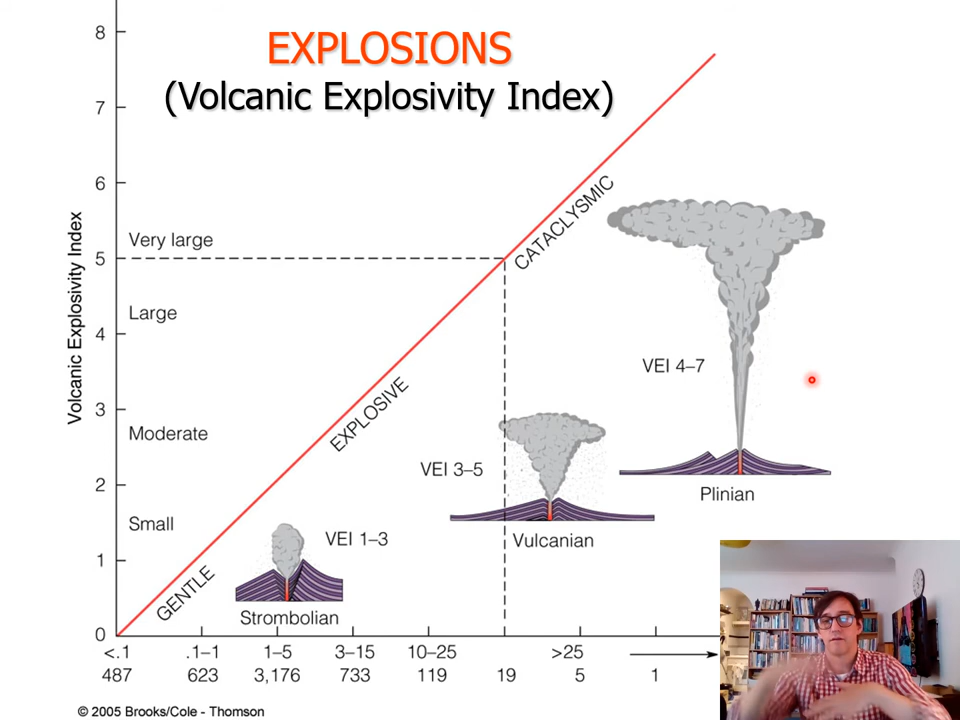 EXPLOSIONS
(Volcanic Explosivity Index)
Volcanic Explosivity Index
8
7
6
Very large
5
Large
4
3
Moderate
2
Small
1
0
GENTLE
EXPLOSIVE
CATACLYSMIC
VEI 1–3
Strombolian
VEI 3–5
Vulcanian
VEI 4–7
Plinian
<.1 .1–1 1–5 3–15 10–25 >25
487 623 3,176 733 119 19 5 1
© 2005 Brooks/Cole - Thomson